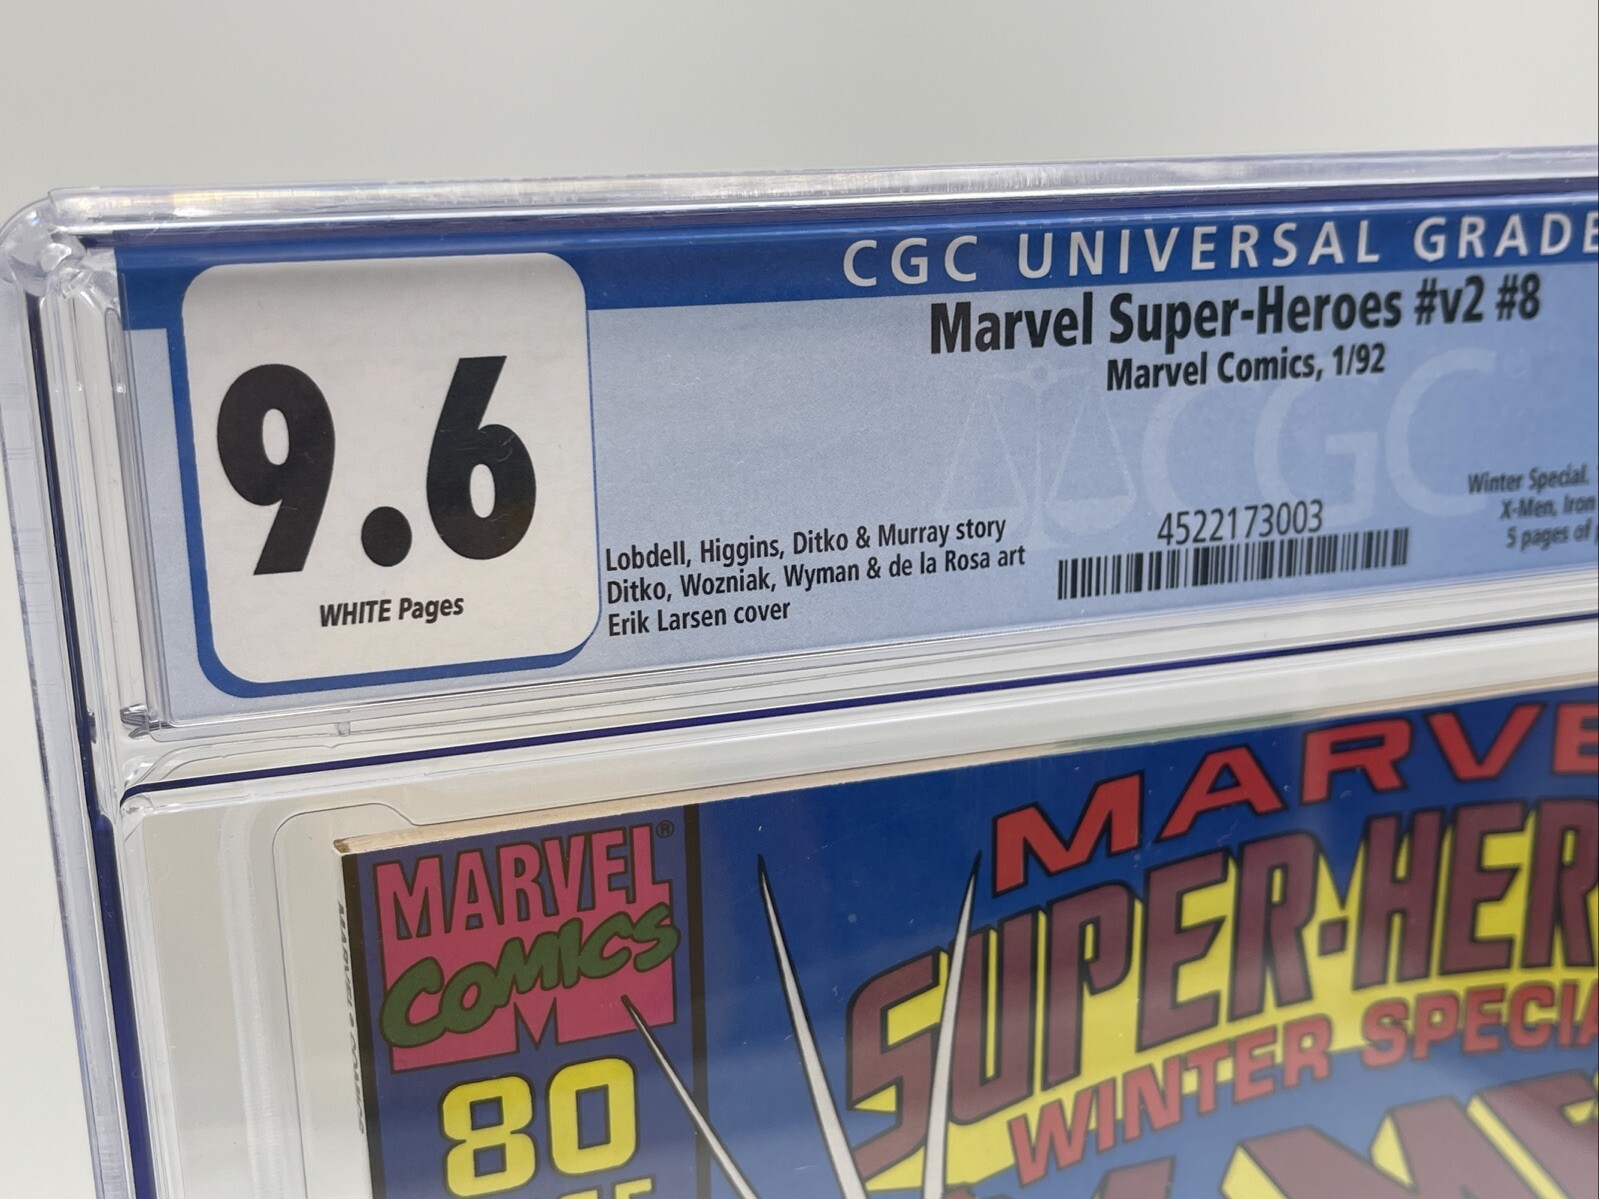 CGC UNIVERSAL GRADE
Marvel Super-Heroes #v2 #8
Marvel Comics, 1/92
9.6
WHITE Pages
Lobdell, Higgins, Ditko & Murray story
Ditko, Wozniak, Wyman & de la Rosa art
Erik Larsen cover
4522173003
Winter Special.
X-Men, Iron
5 pages of
CGC
MARVEL®
COMICS
80
MARVE
SUPER-HER
WINTER SPECIA